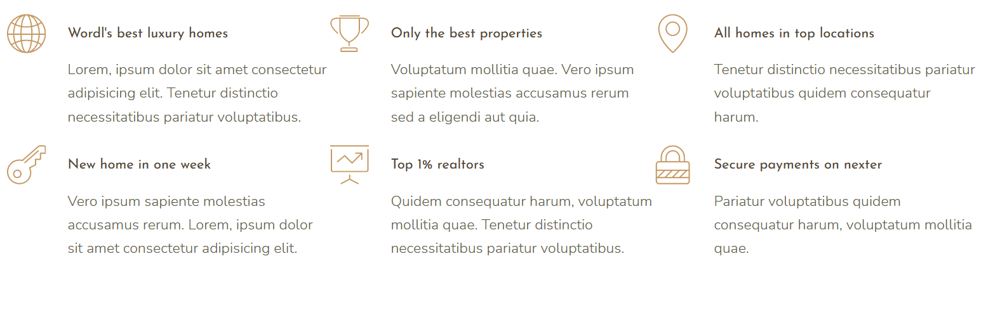 Wordl's best luxury homes
Lorem, ipsum dolor sit amet consectetur
adipisicing elit. Tenetur distinctio
necessitatibus pariatur voluptatibus.
Only the best properties
Voluptatum mollitia quae. Vero ipsum
sapiente molestias accusamus rerum
sed a eligendi aut quia.
All homes in top locations
Tenetur distinctio necessitatibus pariatur
voluptatibus quidem consequatur
harum.
New home in one week
Vero ipsum sapiente molestias
accusamus rerum. Lorem, ipsum dolor
sit amet consectetur adipisicing elit.
Top 1% realtors
Quidem consequatur harum, voluptatum
mollitia quae. Tenetur distinctio
necessitatibus pariatur voluptatibus.
Secure payments on nexter
Pariatur voluptatibus quidem
consequatur harum, voluptatum mollitia
quae.